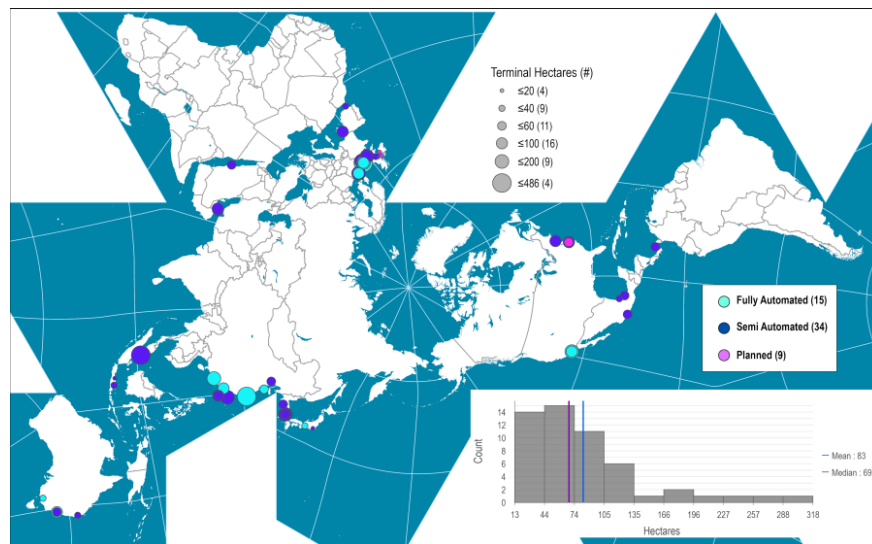 Terminal Hectares (#)
≤20 (4)
≤40 (9)
≤60 (11)
≤100 (16)
≤200 (9)
≤486 (4)
Fully Automated (15)
Semi Automated (34)
Planned (9)
14
12
10
8
6
4
2
0
Count
13 44 74 105 135 166 196 227 257 288 318
Hectares
Mean : 83
Median : 69